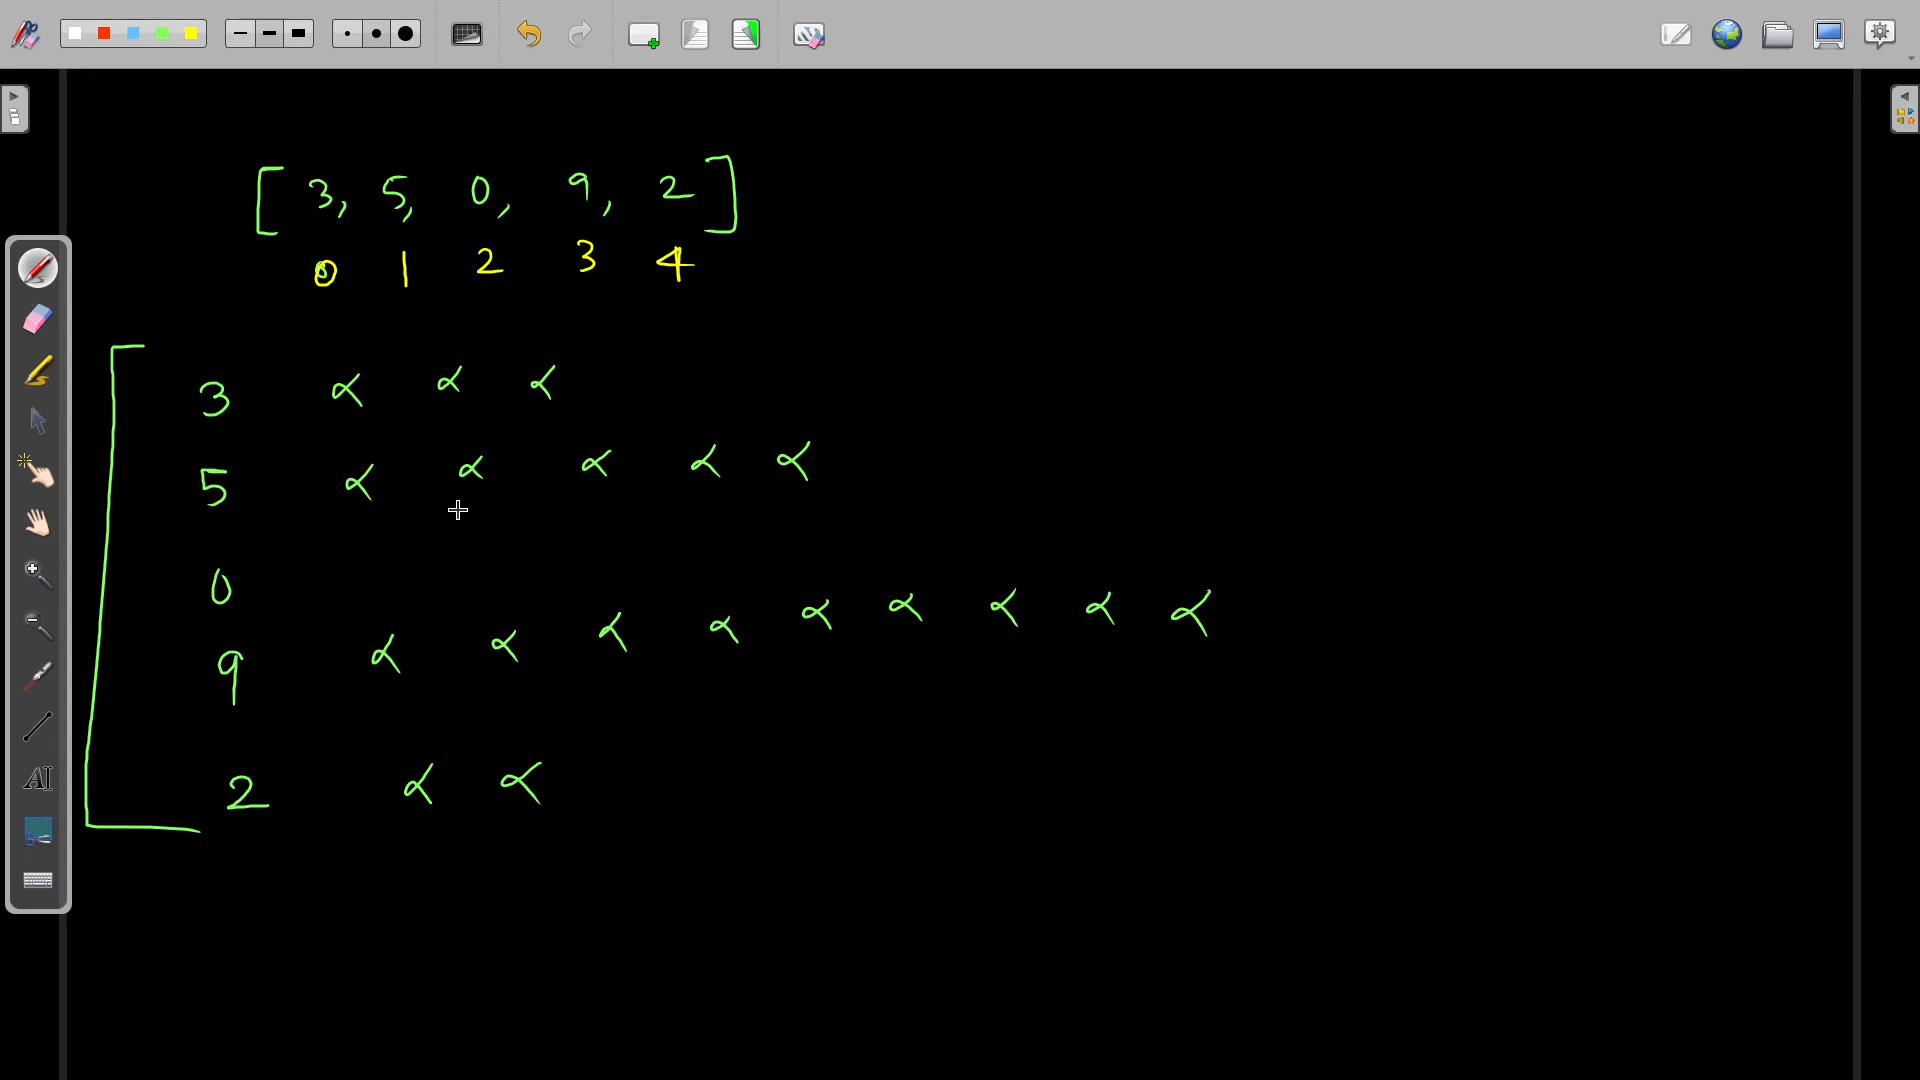 [ 3, 5, 0, 9, 2 ]
0 1 2 3 4
3 α α α
5 α α α α α
0
9 α α α α α α α α α
2 α α